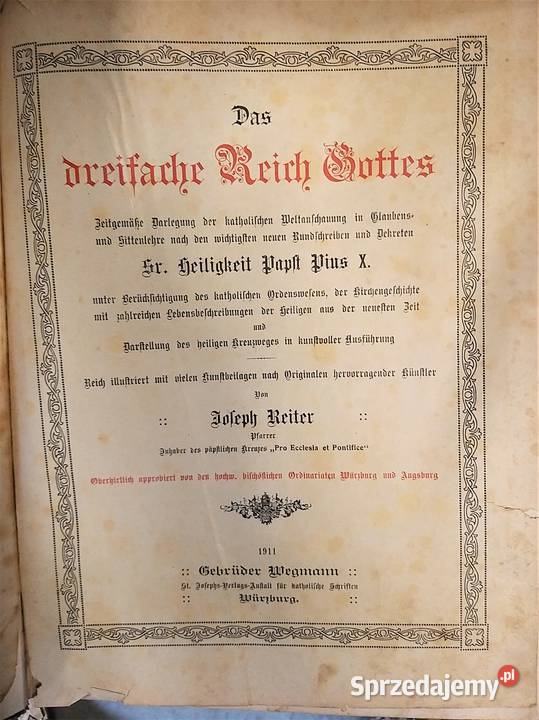 Das
dreifache Reich Gottes
Zeitgemäße Darlegung der katholischen Weltanschauung in Glaubens-
und Sittenlehre nach den wichtigsten neuen Rundschreiben und Dekreten
Sr. Heiligkeit Papst Pius X.
unter Berücksichtigung des katholischen Ordenswesens, der Kirchengeschichte
mit zahlreichen Lebensbeschreibungen der Heiligen aus der neuesten Zeit
und
Darstellung des heiligen Kreuzweges in kunstvoller Ausführung
Reich illustriert mit vielen Kunstbeilagen nach Originalen hervorragender Künstler
Von
:: Joseph Reiter ::
Pfarrer
Inhaber des päpstlichen Kreuzes „Pro Ecclesia et Pontifice"
Oberhirtlich approbiert von den hochw. bischöflichen Ordinariaten Würzburg und Augsburg
1911
:: Gebrüder Wegmann ::
St. Josephs-Verlags-Anstalt für katholische Schriften
:: Würzburg. ::
Sprzedajemy.pl